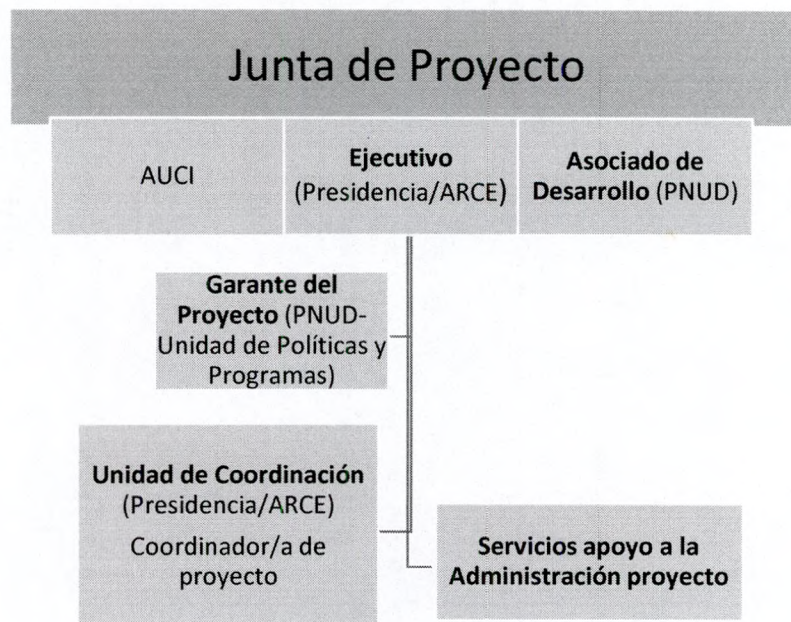 Junta de Proyecto
AUCI
Ejecutivo
(Presidencia/ARCE)
Asociado de
Desarrollo (PNUD)
Garante del
Proyecto (PNUD-
Unidad de Políticas y
Programas)
Unidad de Coordinación
(Presidencia/ARCE)
Coordinador/a de
proyecto
Servicios apoyo a la
Administración proyecto